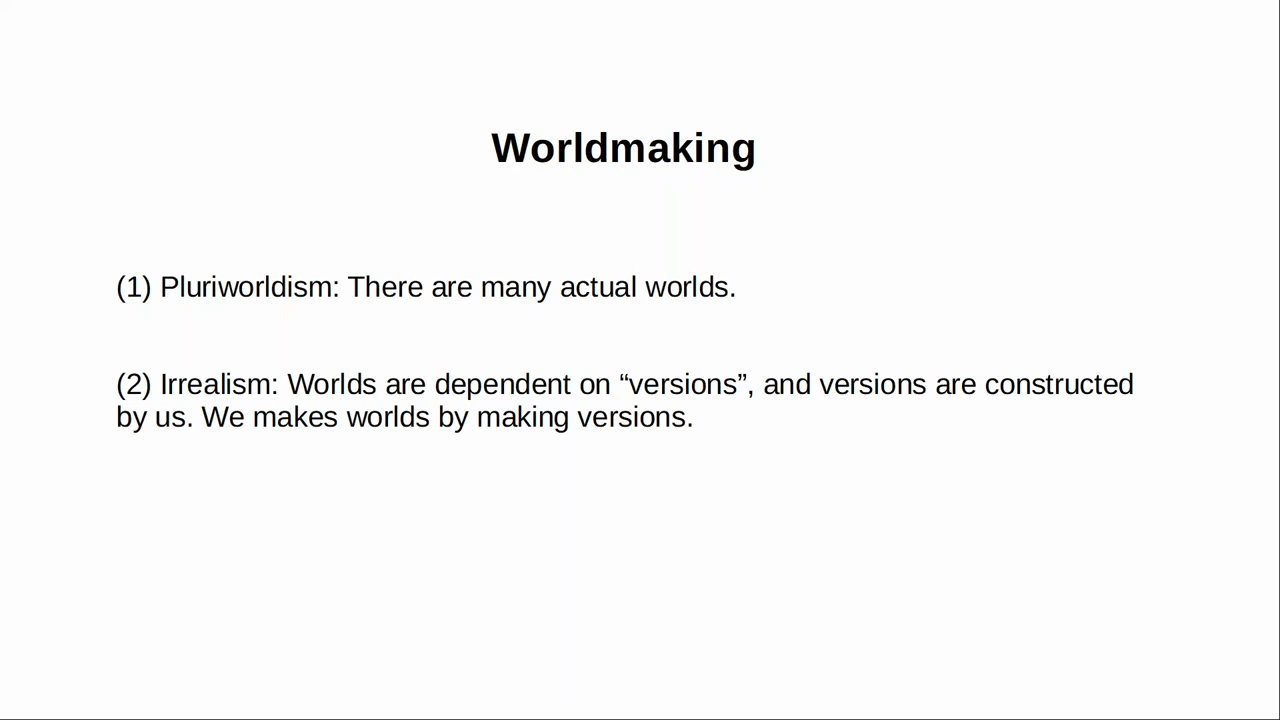 Worldmaking
(1) Pluriworldism: There are many actual worlds.
(2) Irrealism: Worlds are dependent on “versions”, and versions are constructed
by us. We makes worlds by making versions.